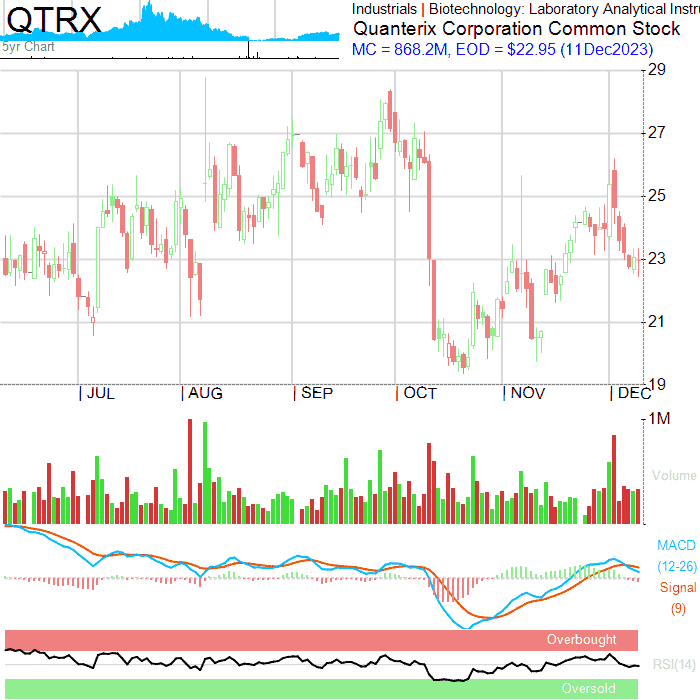 QTRX
5yr Chart
Industrials | Biotechnology: Laboratory Analytical Instru
Quanterix Corporation Common Stock
MC = 868.2M, EOD = $22.95 (11Dec2023)
29
27
25
23
21
19
JUL AUG SEP OCT NOV DEC
1M
Volume
MACD
(12-26)
Signal
(9)
Overbought
RSI(14)
Oversold